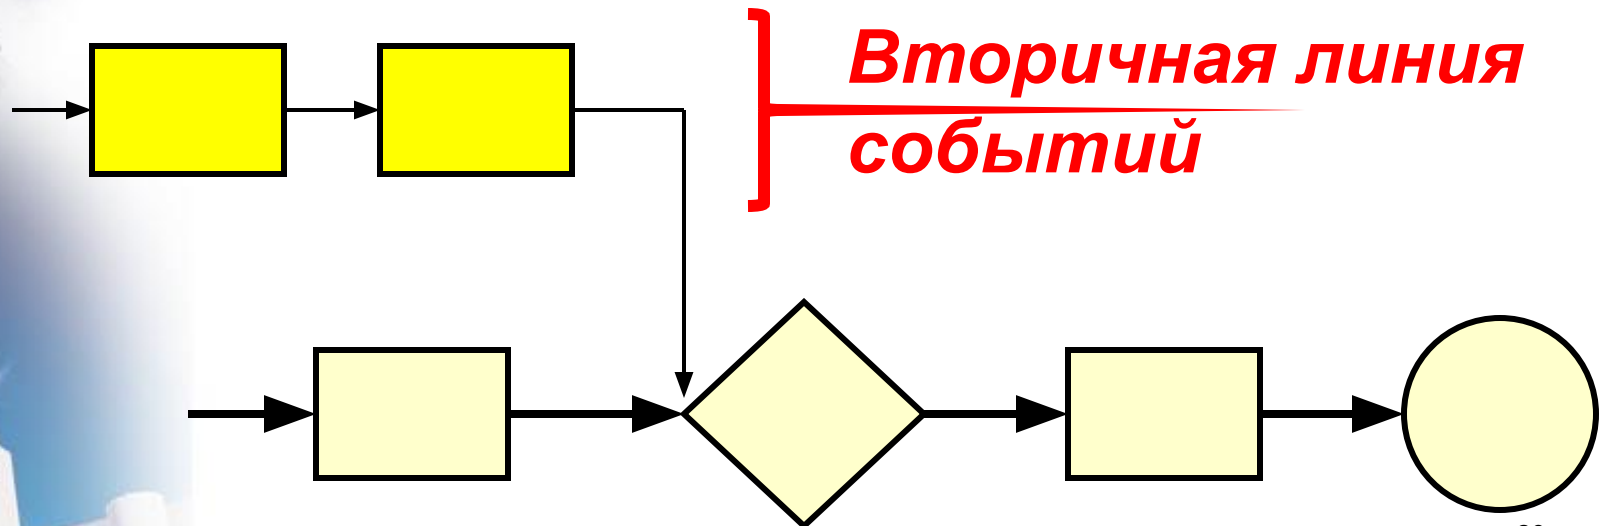 Вторичная линия
событий